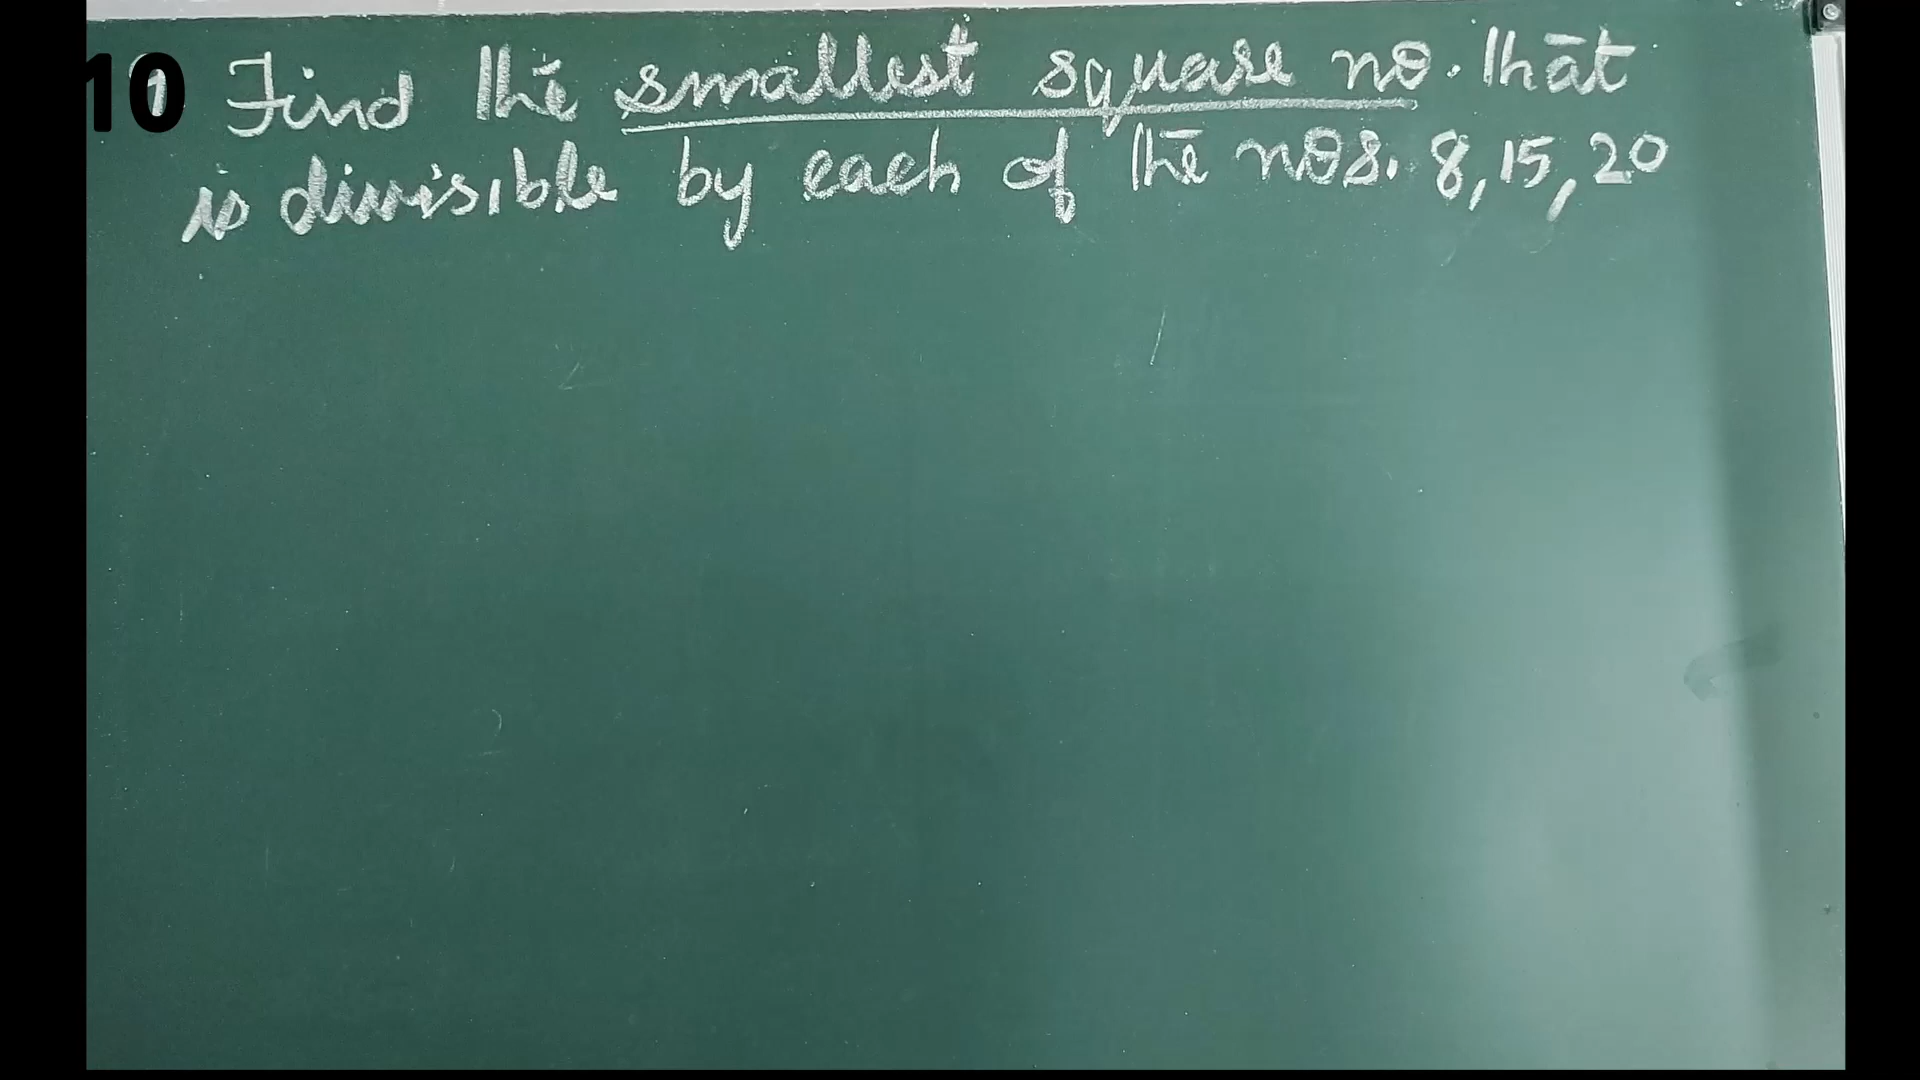 10 Find the smallest square no. that
is divisible by each of the nos. 8, 15, 20